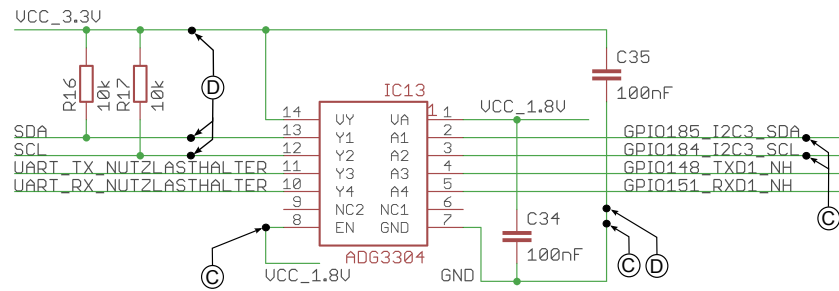 VCC_3.3V
C35
100nF
R16
10k
R17
10k
D
IC13
1
VCC_1.8V
14 VY VA 1
SDA 13 Y1 A1 2 GPIO185_I2C3_SDA
SCL 12 Y2 A2 3 GPIO184_I2C3_SCL
UART_TX_NUTZLASTHALTER 11 Y3 A3 4 GPIO148_TXD1_NH
UART_RX_NUTZLASTHALTER 10 Y4 A4 5 GPIO151_RXD1_NH
9 NC2 NC1 6
8 EN GND 7
C34
100nF
C
ADG3304
C
VCC_1.8V
GND
C
D